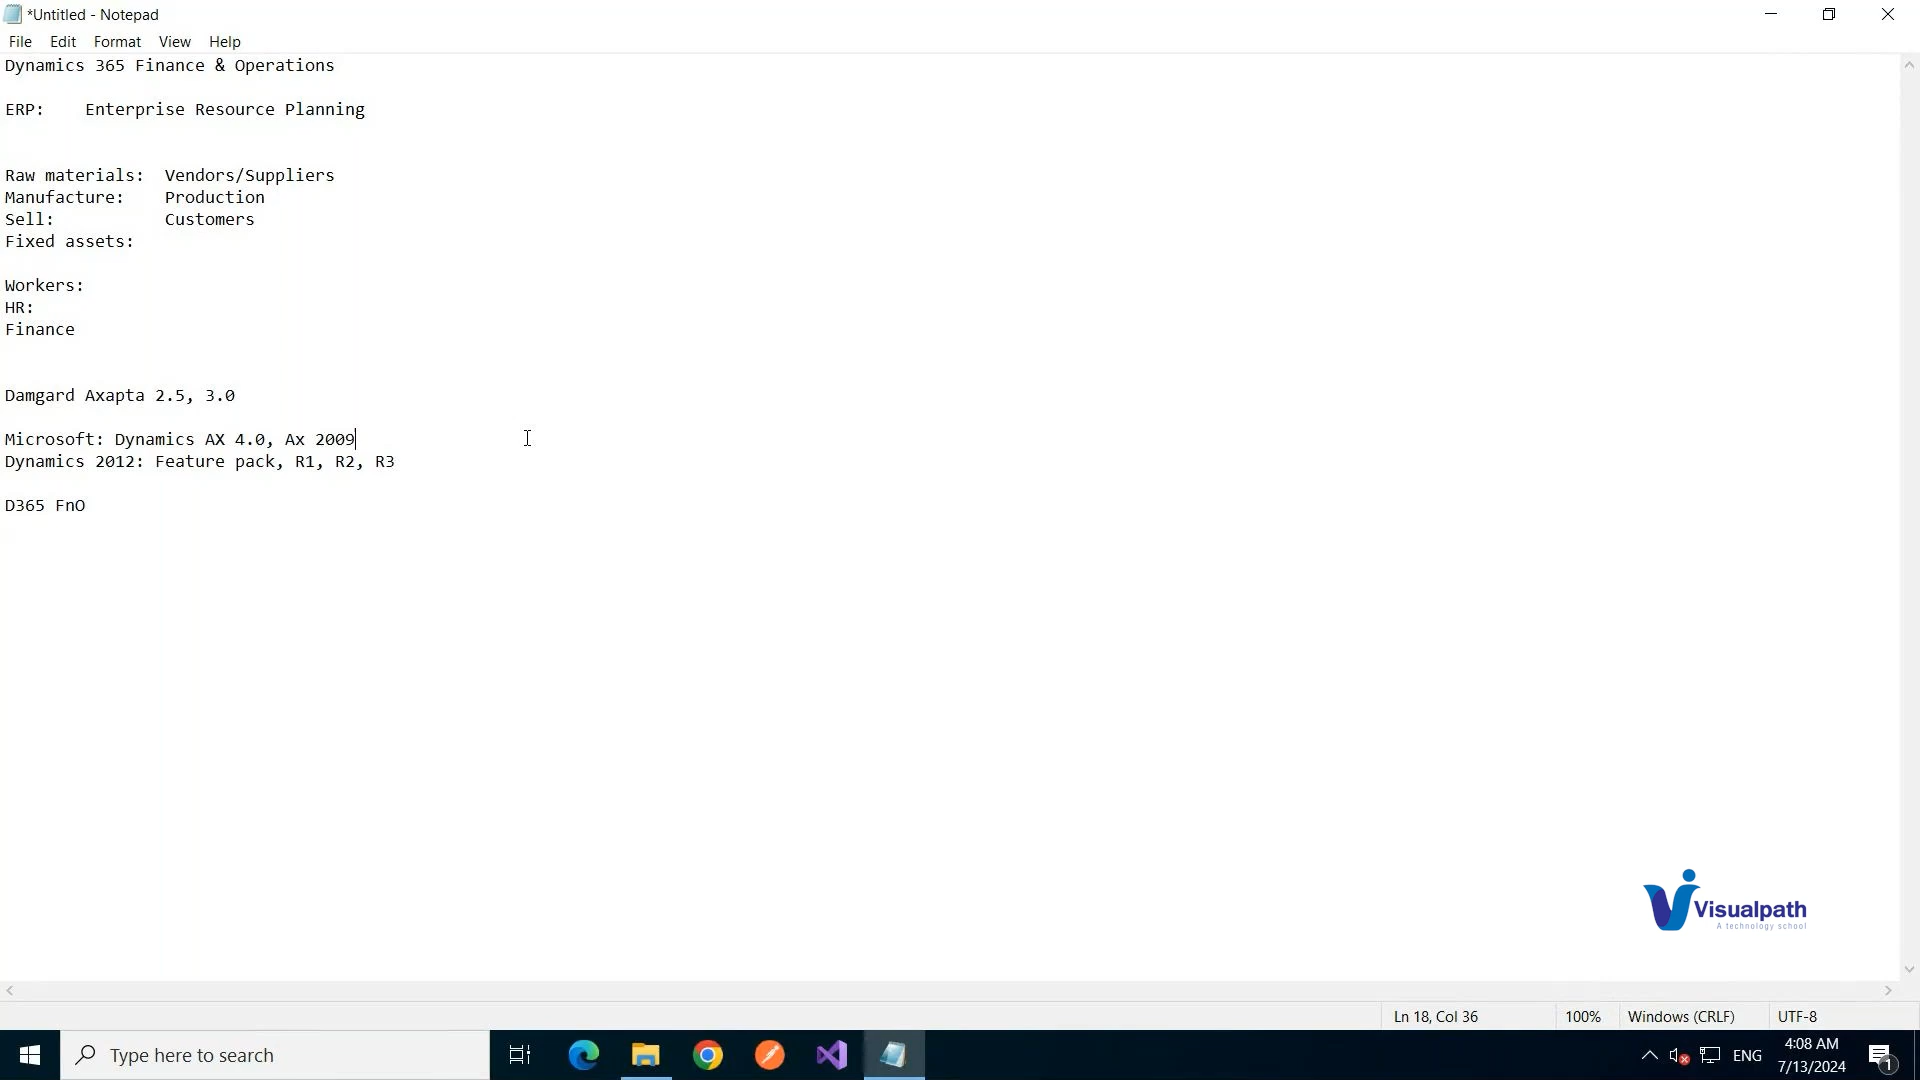 *Untitled - Notepad
File Edit Format View Help
Dynamics 365 Finance & Operations
ERP: Enterprise Resource Planning
Raw materials: Vendors/Suppliers
Manufacture: Production
Sell: Customers
Fixed assets:
Workers:
HR:
Finance
Damgard Axapta 2.5, 3.0
Microsoft: Dynamics AX 4.0, Ax 2009
Dynamics 2012: Feature pack, R1, R2, R3
D365 FnO
Visualpath
A technology school
Ln 18, Col 36 100% Windows (CRLF) UTF-8
Type here to search
ENG
4:08 AM
7/13/2024
1